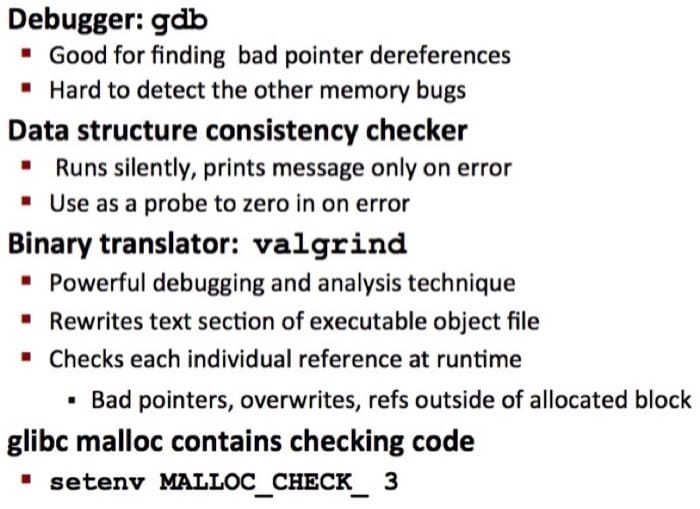 Debugger: gdb
Good for finding bad pointer dereferences
Hard to detect the other memory bugs
Data structure consistency checker
Runs silently, prints message only on error
Use as a probe to zero in on error
Binary translator: valgrind
Powerful debugging and analysis technique
Rewrites text section of executable object file
Checks each individual reference at runtime
Bad pointers, overwrites, refs outside of allocated block
glibc malloc contains checking code
setenv MALLOC_CHECK_ 3